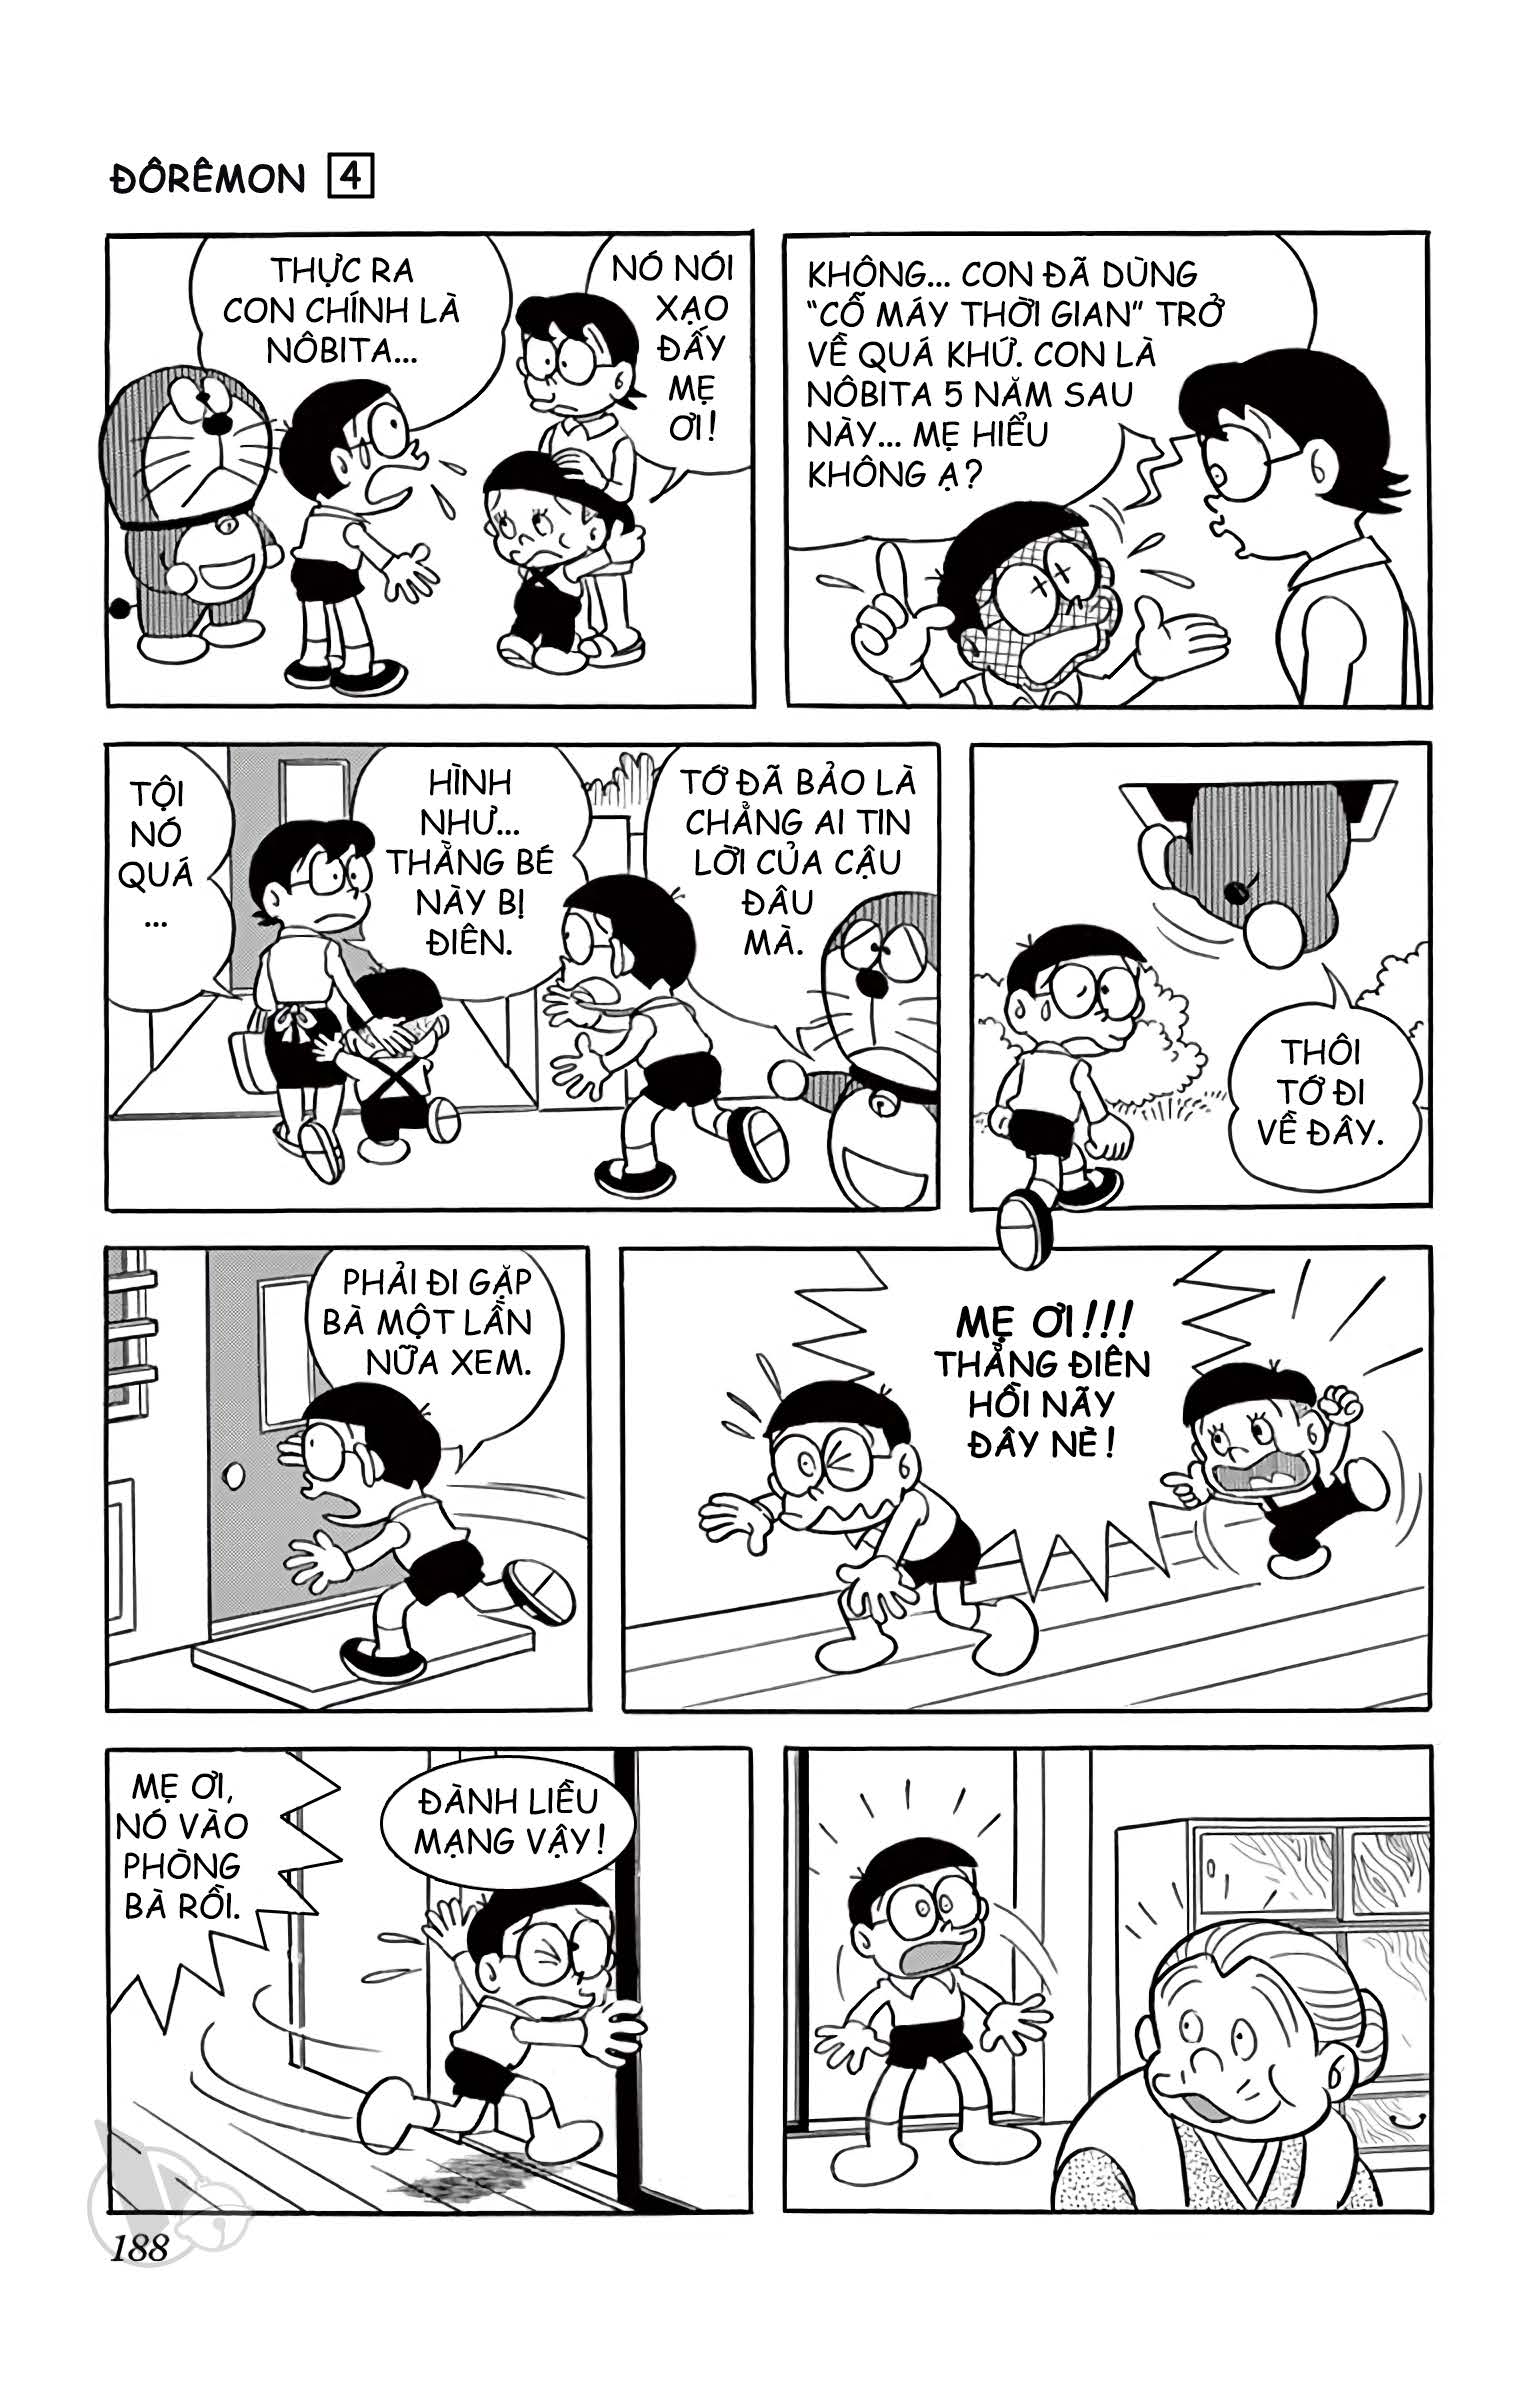 ĐÔRÊMON 4
THỰC RA
CON CHÍNH LÀ
NÔBITA...
NÓ NÓI
XẠO
ĐẤY
MẸ
ƠI!
KHÔNG... CON ĐÃ DÙNG
“CỖ MÁY THỜI GIAN” TRỞ
VỀ QUÁ KHỨ. CON LÀ
NÔBITA 5 NĂM SAU
NÀY... MẸ HIỂU
KHÔNG Ạ?
TỘI
NÓ
QUÁ
...
HÌNH
NHƯ...
THẰNG BÉ
NÀY BỊ
ĐIÊN.
TỚ ĐÃ BẢO LÀ
CHẲNG AI TIN
LỜI CỦA CẬU
ĐÂU
MÀ.
THÔI
TỚ ĐI
VỀ ĐÂY.
PHẢI ĐI GẶP
BÀ MỘT LẦN
NỮA XEM.
MẸ ƠI!!!
THẰNG ĐIÊN
HỒI NÃY
ĐÂY NÈ!
MẸ ƠI,
NÓ VÀO
PHÒNG
BÀ RỒI.
ĐÀNH LIỀU
MẠNG VẬY!
188